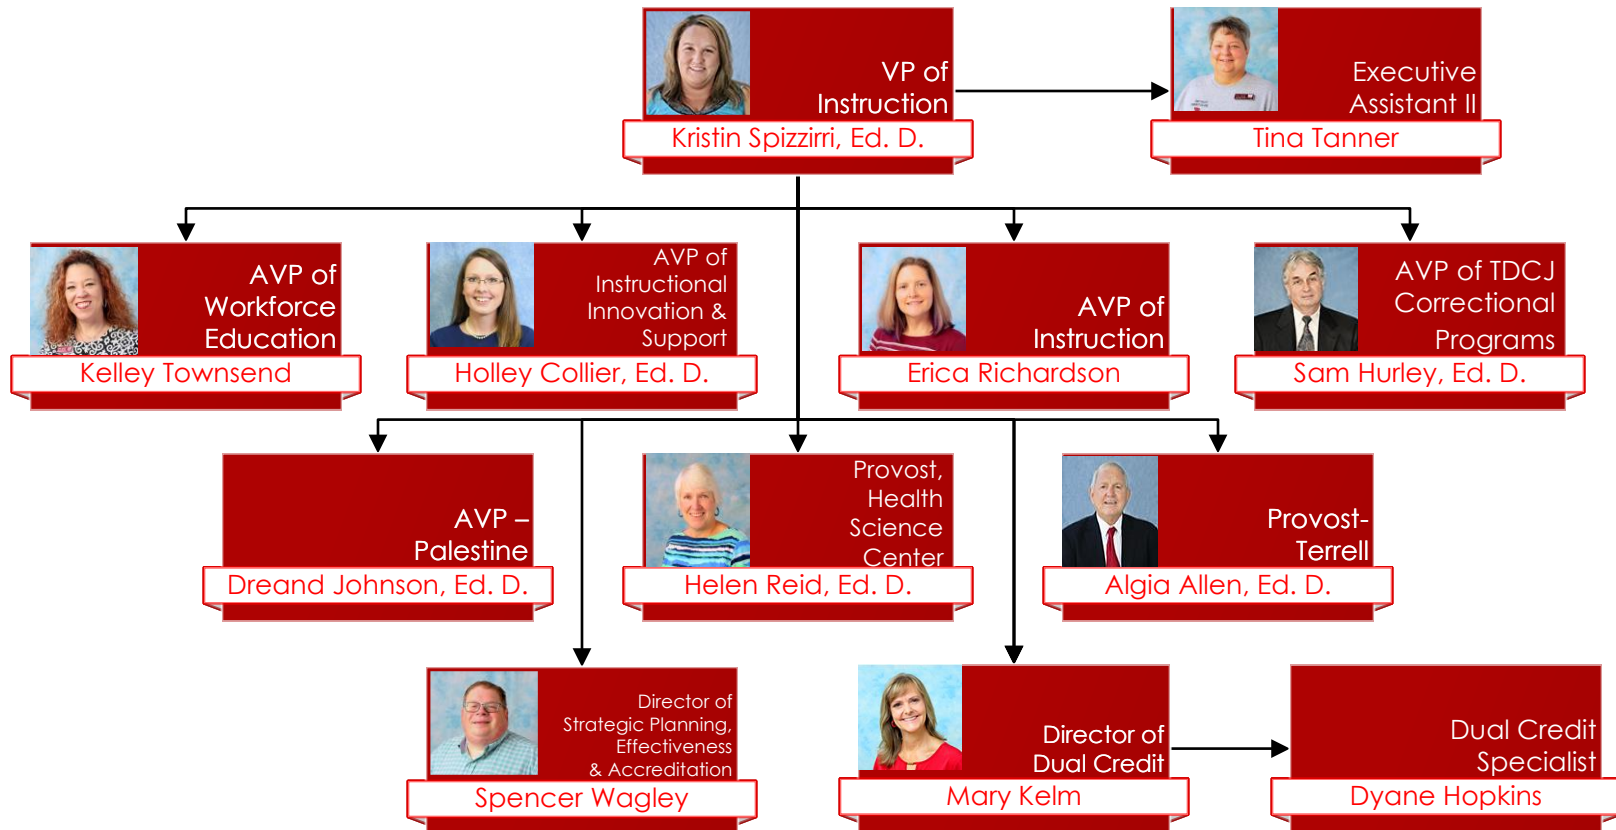 VP of
Instruction
Kristin Spizzirri, Ed. D.
Executive
Assistant II
Tina Tanner
AVP of
Workforce
Education
Kelley Townsend
AVP of
Instructional
Innovation &
Support
Holley Collier, Ed. D.
AVP of
Instruction
Erica Richardson
AVP of TDCJ
Correctional
Programs
Sam Hurley, Ed. D.
AVP –
Palestine
Dreand Johnson, Ed. D.
Provost,
Health
Science
Center
Helen Reid, Ed. D.
Provost-
Terrell
Algia Allen, Ed. D.
Director of
Strategic Planning,
Effectiveness
& Accreditation
Spencer Wagley
Director of
Dual Credit
Mary Kelm
Dual Credit
Specialist
Dyane Hopkins